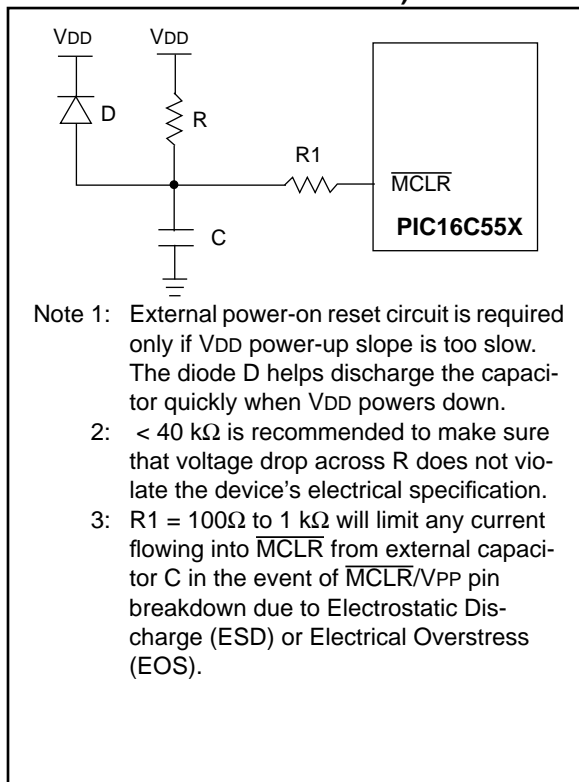 VDD VDD
D
R
R1
MCLR
PIC16C55X
C
Note 1: External power-on reset circuit is required
only if VDD power-up slope is too slow.
The diode D helps discharge the capaci-
tor quickly when VDD powers down.
2: < 40 kΩ is recommended to make sure
that voltage drop across R does not vio-
late the device's electrical specification.
3: R1 = 100Ω to 1 kΩ will limit any current
flowing into MCLR from external capaci-
tor C in the event of MCLR/VPP pin
breakdown due to Electrostatic Dis-
charge (ESD) or Electrical Overstress
(EOS).